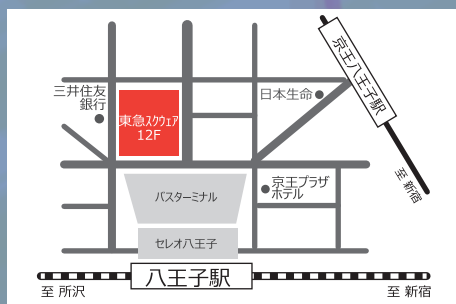 三井住友
銀行
東急スクウェア
12F
日本生命
京王八王子駅
至 新宿
京王プラザ
ホテル
バスターミナル
セレオ八王子
八王子駅
至 所沢
至 新宿